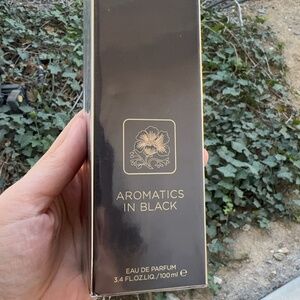 AROMATICS
IN BLACK
EAU DE PARFUM
3.4 FL.OZ.LIQ./100ml ℮